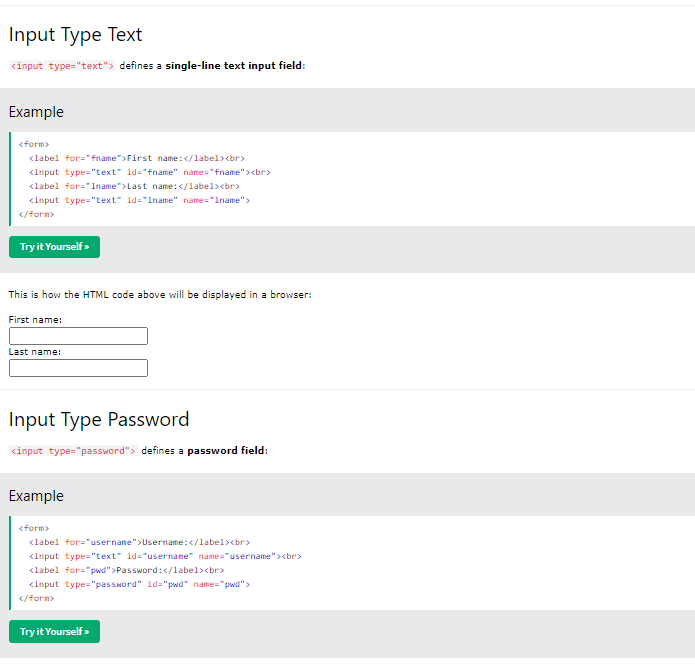 Input Type Text
<input type="text"> defines a single-line text input field:
Example
<form>
  <label for="fname">First name:</label><br>
  <input type="text" id="fname" name="fname"><br>
  <label for="lname">Last name:</label><br>
  <input type="text" id="lname" name="lname">
</form>
Try it Yourself »
This is how the HTML code above will be displayed in a browser:
First name:
Last name:
Input Type Password
<input type="password"> defines a password field:
Example
<form>
  <label for="username">Username:</label><br>
  <input type="text" id="username" name="username"><br>
  <label for="pwd">Password:</label><br>
  <input type="password" id="pwd" name="pwd">
</form>
Try it Yourself »